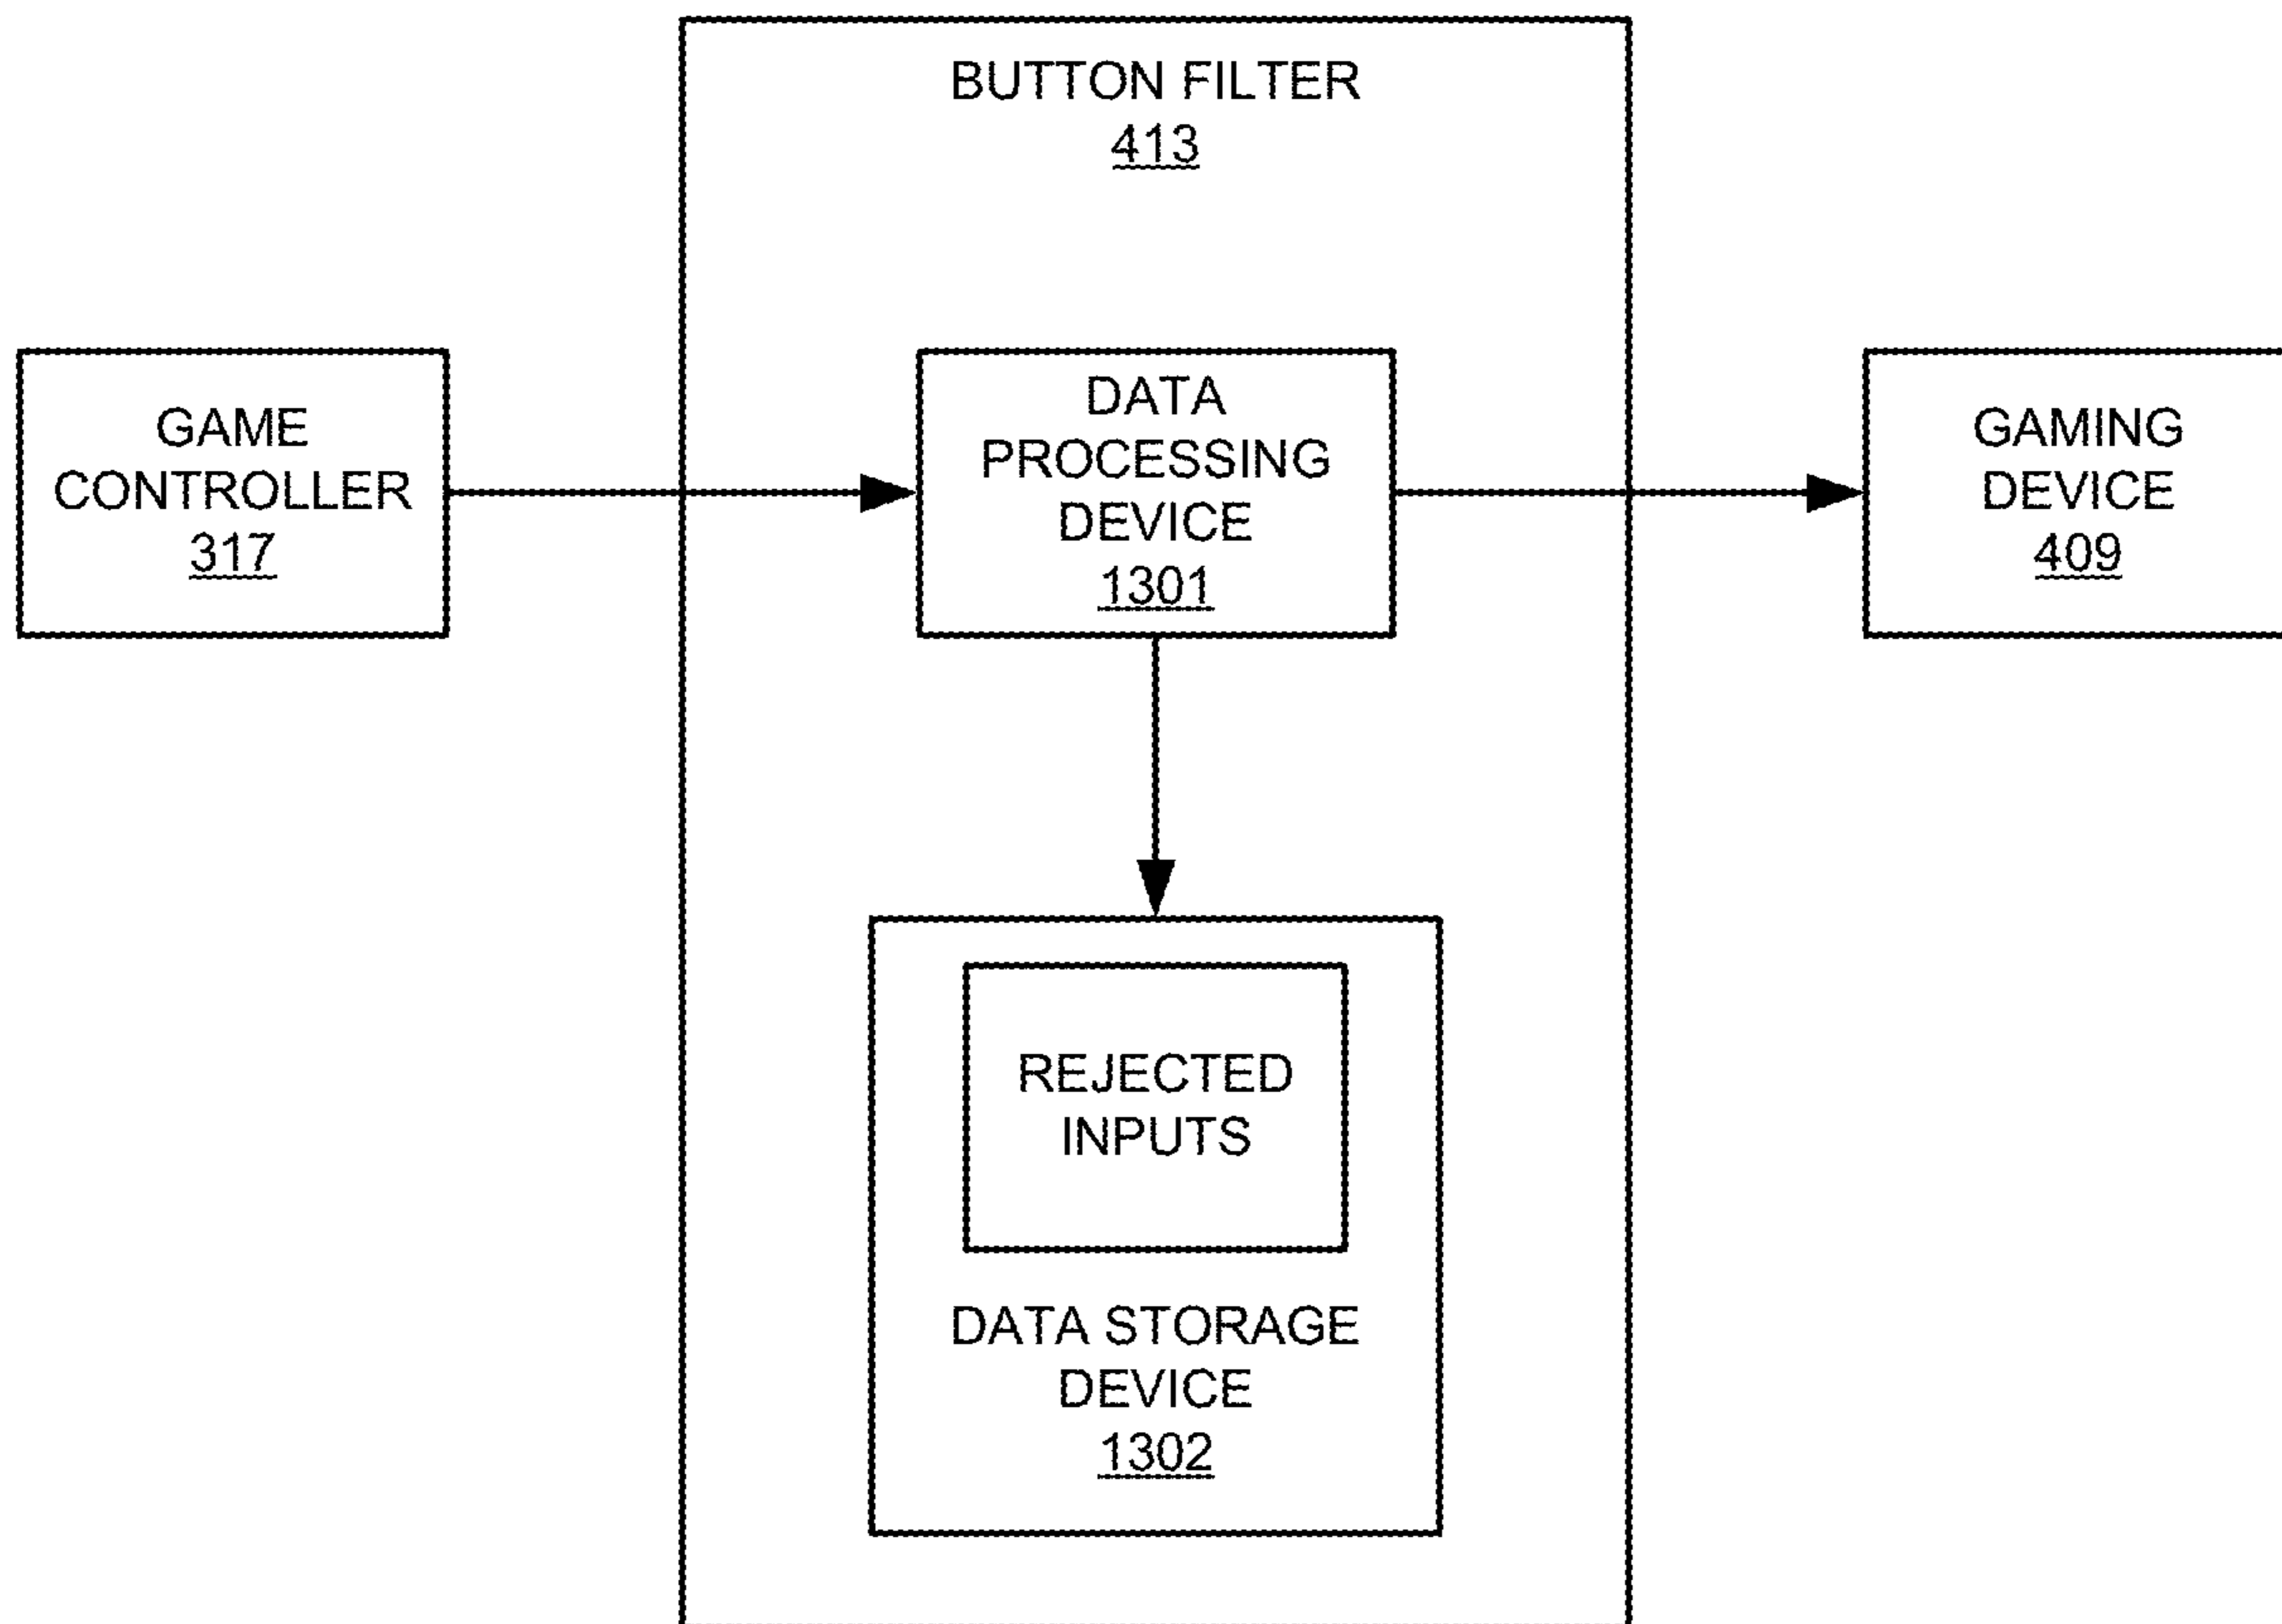 BUTTON FILTER
413
GAME
CONTROLLER
317
DATA
PROCESSING
DEVICE
1301
GAMING
DEVICE
409
REJECTED
INPUTS
DATA STORAGE
DEVICE
1302